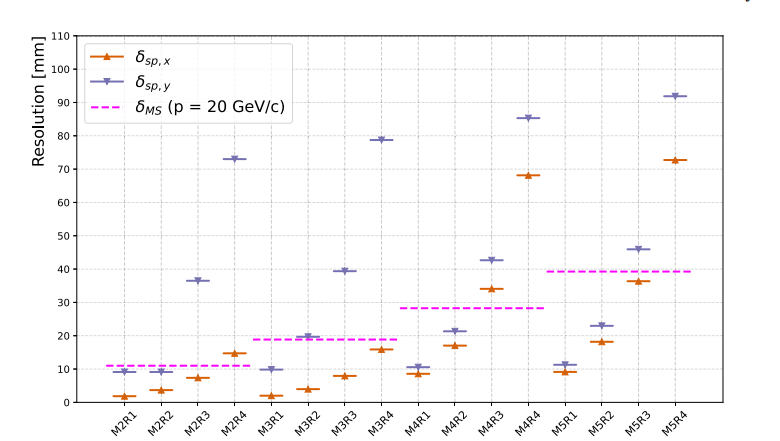 Resolution [mm]
110
100
90
80
70
60
50
40
30
20
10
0
δsp,x
δsp,y
δMS (p = 20 GeV/c)
M2R1 M2R2 M2R3 M2R4 M3R1 M3R2 M3R3 M3R4 M4R1 M4R2 M4R3 M4R4 M5R1 M5R2 M5R3 M5R4